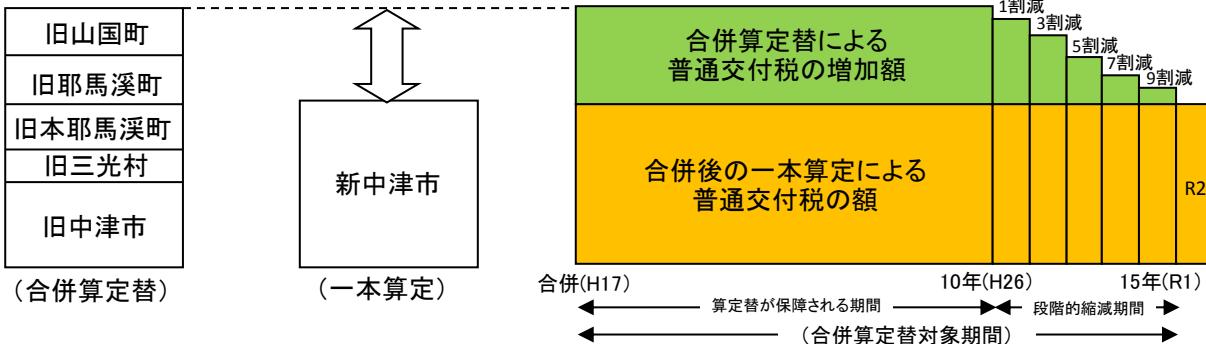 旧山国町
旧耶馬溪町
旧本耶馬溪町
旧三光村
旧中津市
（合併算定替）
新中津市
（一本算定）
合併算定替による
普通交付税の増加額
1割減
3割減
5割減
7割減
9割減
合併後の一本算定による
普通交付税の額
R2
合併(H17)
10年(H26)
15年(R1)
算定替が保障される期間
段階的縮減期間
（合併算定替対象期間）